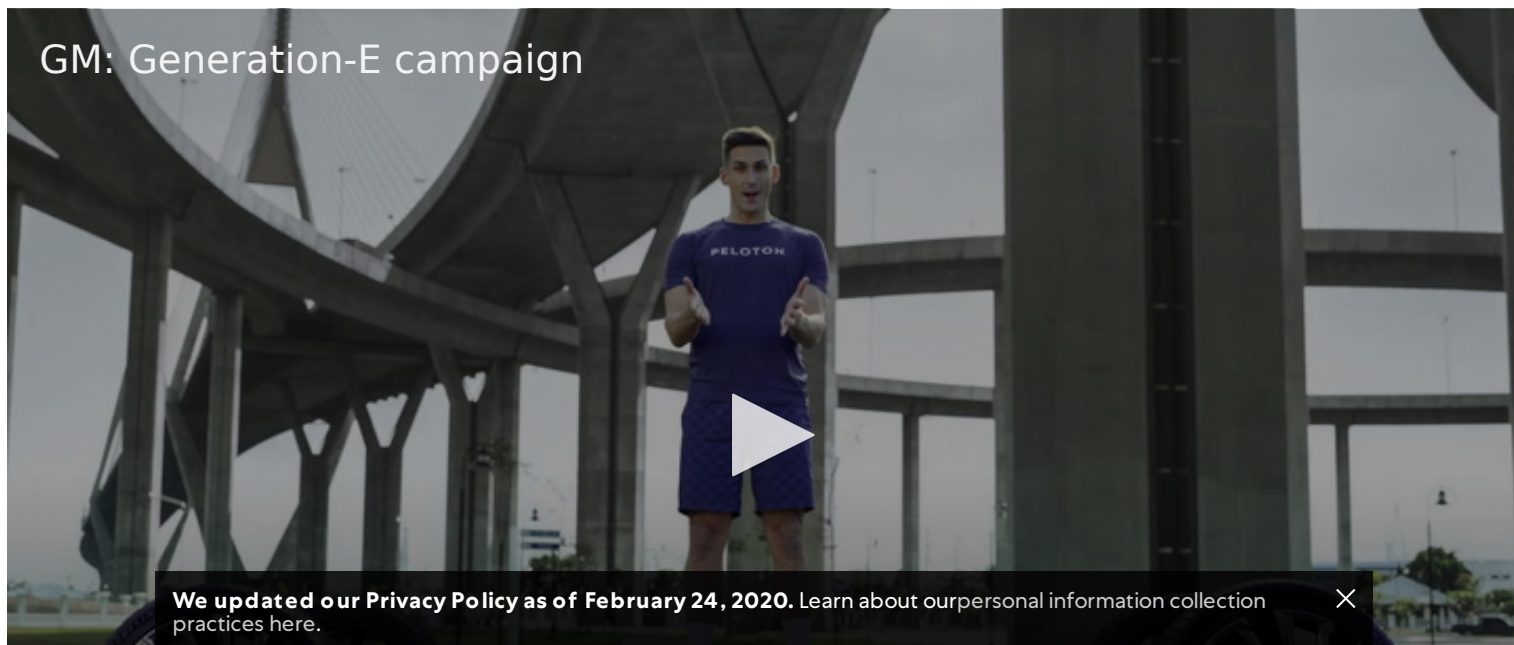 GM: Generation-E campaign
PELOTON
We updated our Privacy Policy as of February 24, 2020. Learn about ourpersonal information collection
practices here.